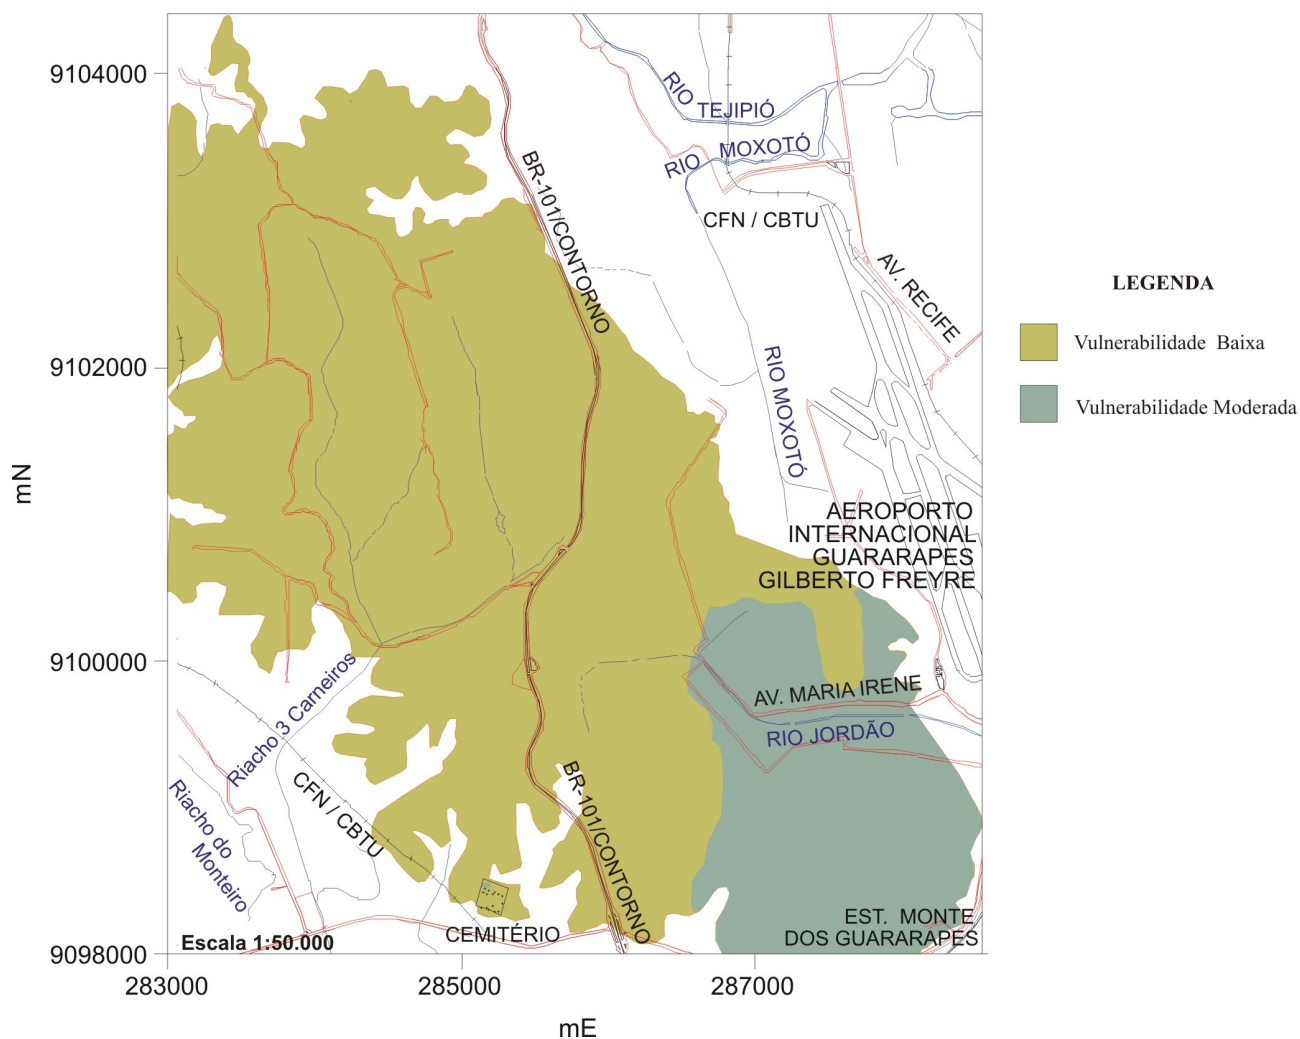 9104000
RIO TEJIPIÓ
RIO MOXOTÓ
BR-101/CONTORNO
CFN / CBTU
AV. RECIFE
LEGENDA
Vulnerabilidade Baixa
Vulnerabilidade Moderada
9102000
RIO MOXOTÓ
mN
AEROPORTO
INTERNACIONAL
GUARARAPES
GILBERTO FREYRE
9100000
Riacho 3 Carneiros
AV. MARIA IRENE
RIO JORDÃO
CFN / CBTU
BR-101/CONTORNO
Riacho do
Monteiro
EST. MONTE
DOS GUARARAPES
CEMITÉRIO
Escala 1:50.000
9098000
283000
285000
287000
mE